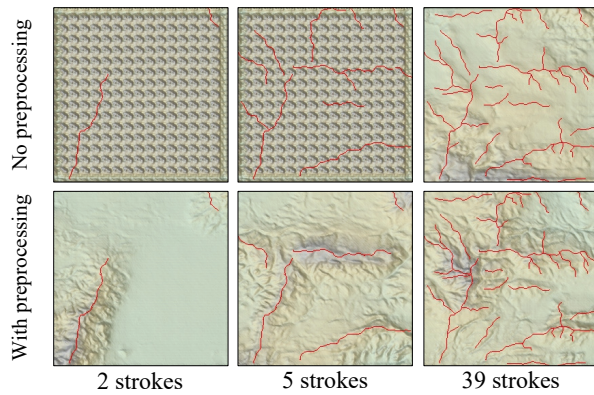 No preprocessing
With preprocessing
2 strokes
5 strokes
39 strokes